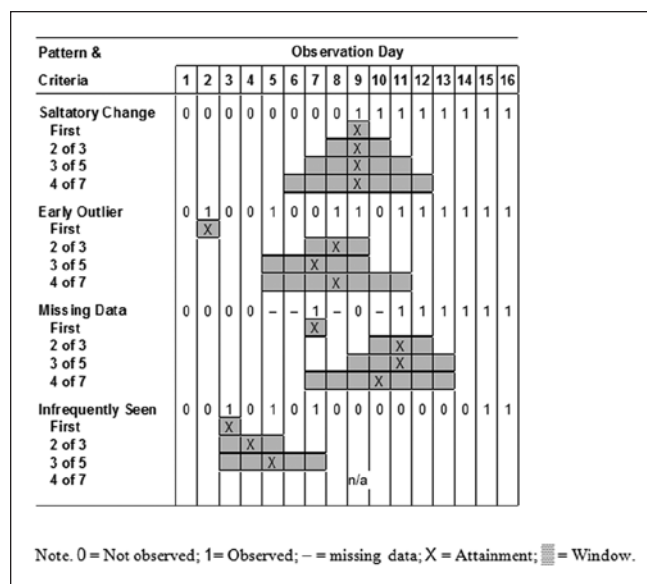 Pattern & Observation Day
Criteria 1 2 3 4 5 6 7 8 9 10 11 12 13 14 15 16
Saltatory Change 0 0 0 0 0 0 0 0 1 1 1 1 1 1 1 1
First X
2 of 3 X
3 of 5 X
4 of 7 X
Early Outlier 0 1 0 0 1 0 0 1 1 0 1 1 1 1 1 1
First X
2 of 3 X
3 of 5 X
4 of 7 X
Missing Data 0 0 0 0 – – 1 – 0 – 1 1 1 1 1 1
First X
2 of 3 X
3 of 5 X
4 of 7 X
Infrequently Seen 0 0 1 0 1 0 1 0 0 0 0 0 0 0 1 1
First X
2 of 3 X
3 of 5 X
4 of 7 n/a
Note. 0 = Not observed; 1= Observed; – = missing data; X = Attainment; = Window.